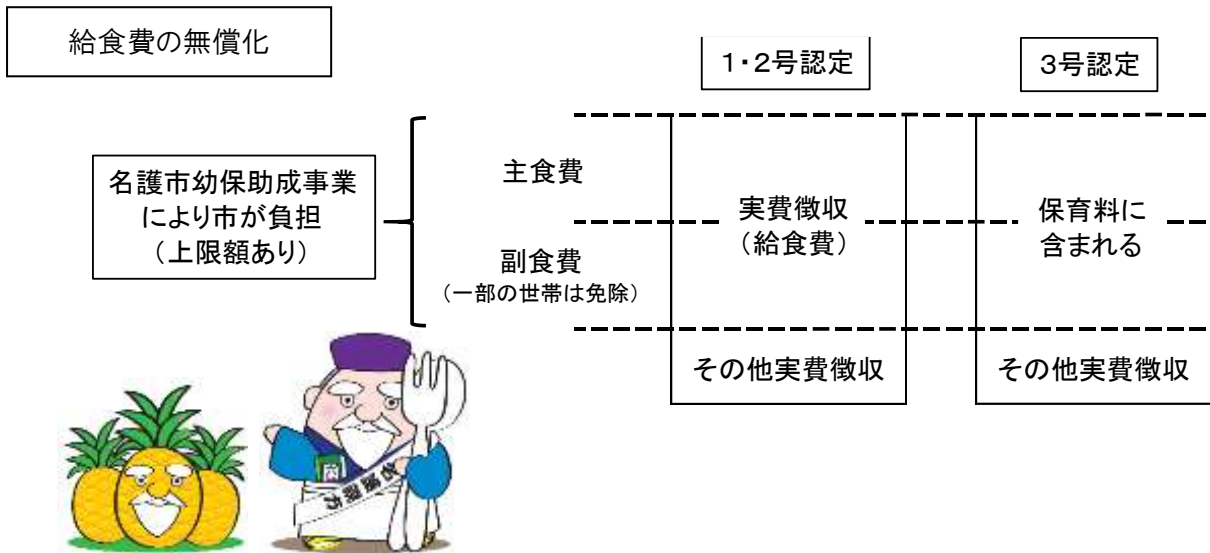 給食費の無償化
1・2号認定
3号認定
名護市幼保助成事業
により市が負担
（上限額あり）
主食費
副食費
（一部の世帯は免除）
実費徴収
（給食費）
保育料に
含まれる
その他実費徴収
その他実費徴収